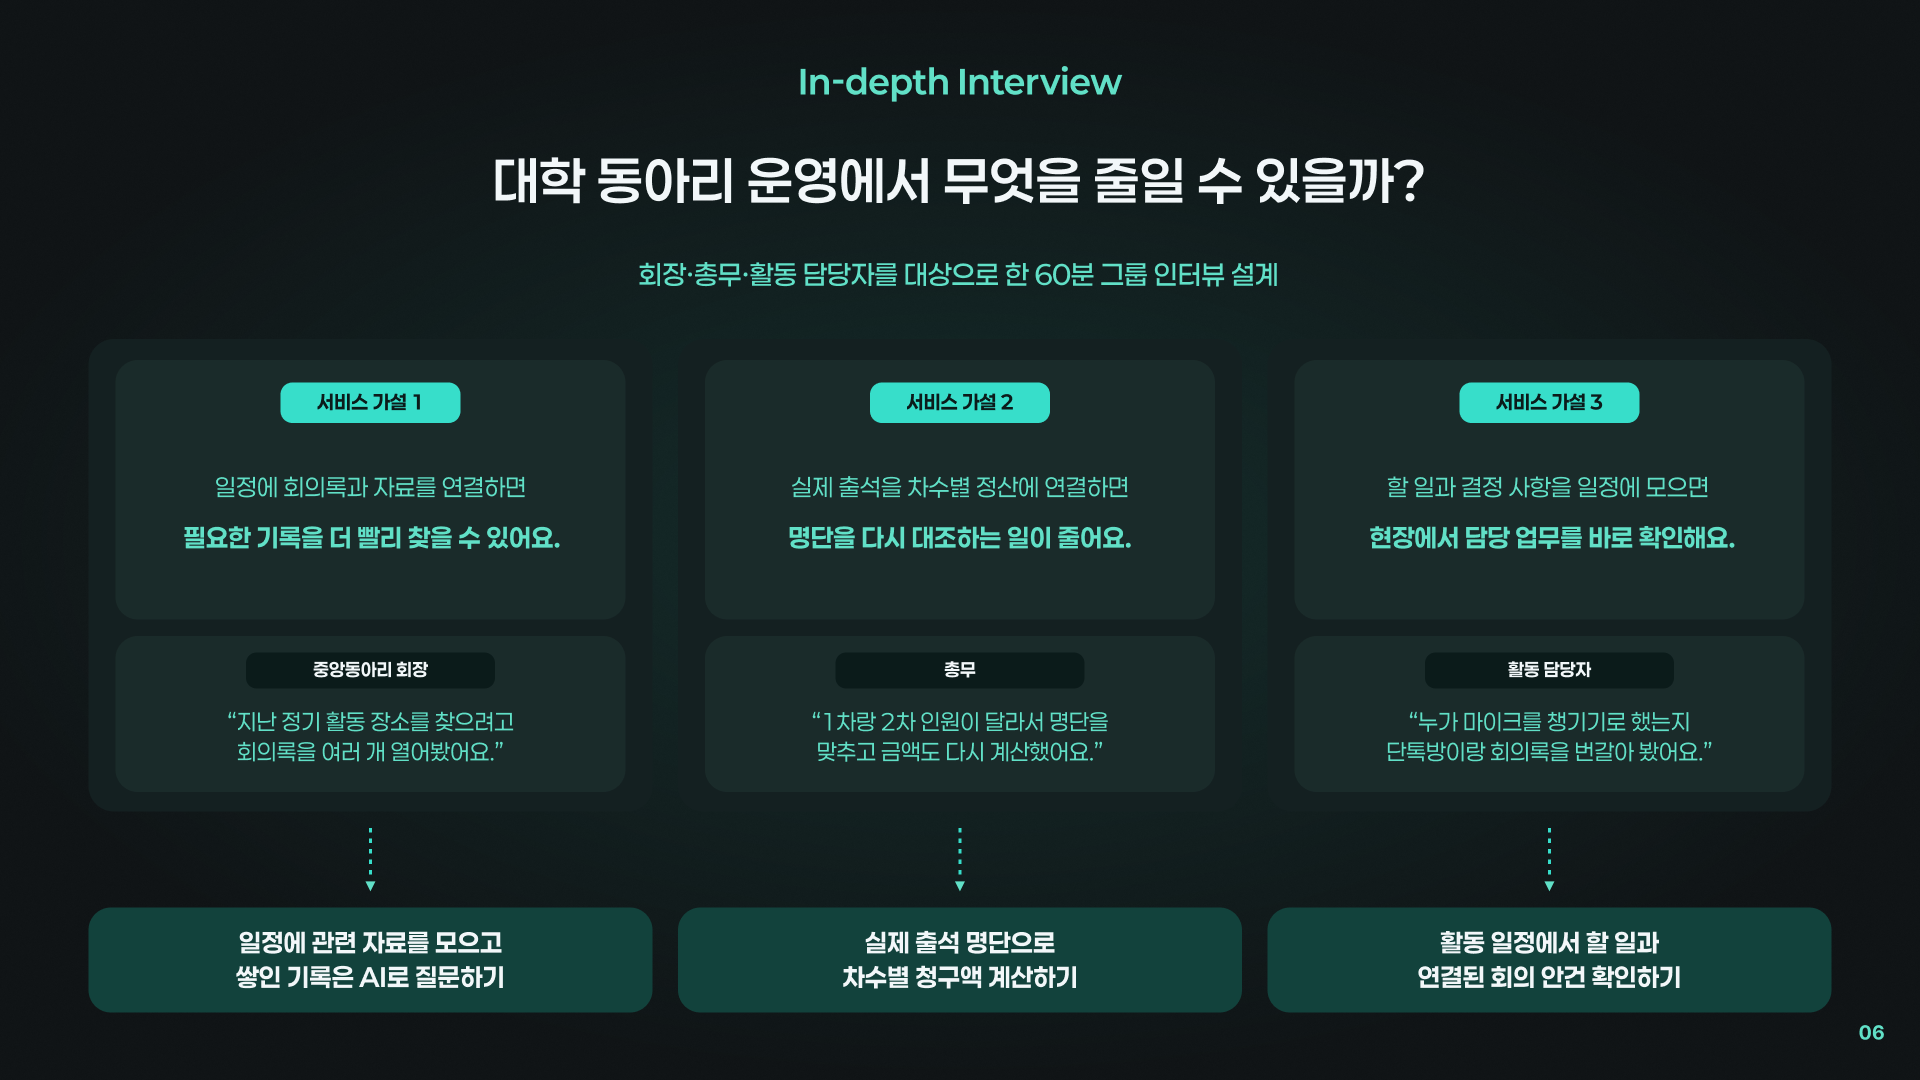 In-depth Interview
대학 동아리 운영에서 무엇을 줄일 수 있을까?
회장·총무·활동 담당자를 대상으로 한 60분 그룹 인터뷰 설계
서비스 가설 1
일정에 회의록과 자료를 연결하면
필요한 기록을 더 빨리 찾을 수 있어요.
중앙동아리 회장
“지난 정기 활동 장소를 찾으려고
회의록을 여러 개 열어봤어요.”
일정에 관련 자료를 모으고
쌓인 기록은 AI로 질문하기
서비스 가설 2
실제 출석을 차수별 정산에 연결하면
명단을 다시 대조하는 일이 줄어요.
총무
“1차랑 2차 인원이 달라서 명단을
맞추고 금액도 다시 계산했어요.”
실제 출석 명단으로
차수별 청구액 계산하기
서비스 가설 3
할 일과 결정 사항을 일정에 모으면
현장에서 담당 업무를 바로 확인해요.
활동 담당자
“누가 마이크를 챙기기로 했는지
단톡방이랑 회의록을 번갈아 봤어요.”
활동 일정에서 할 일과
연결된 회의 안건 확인하기
06